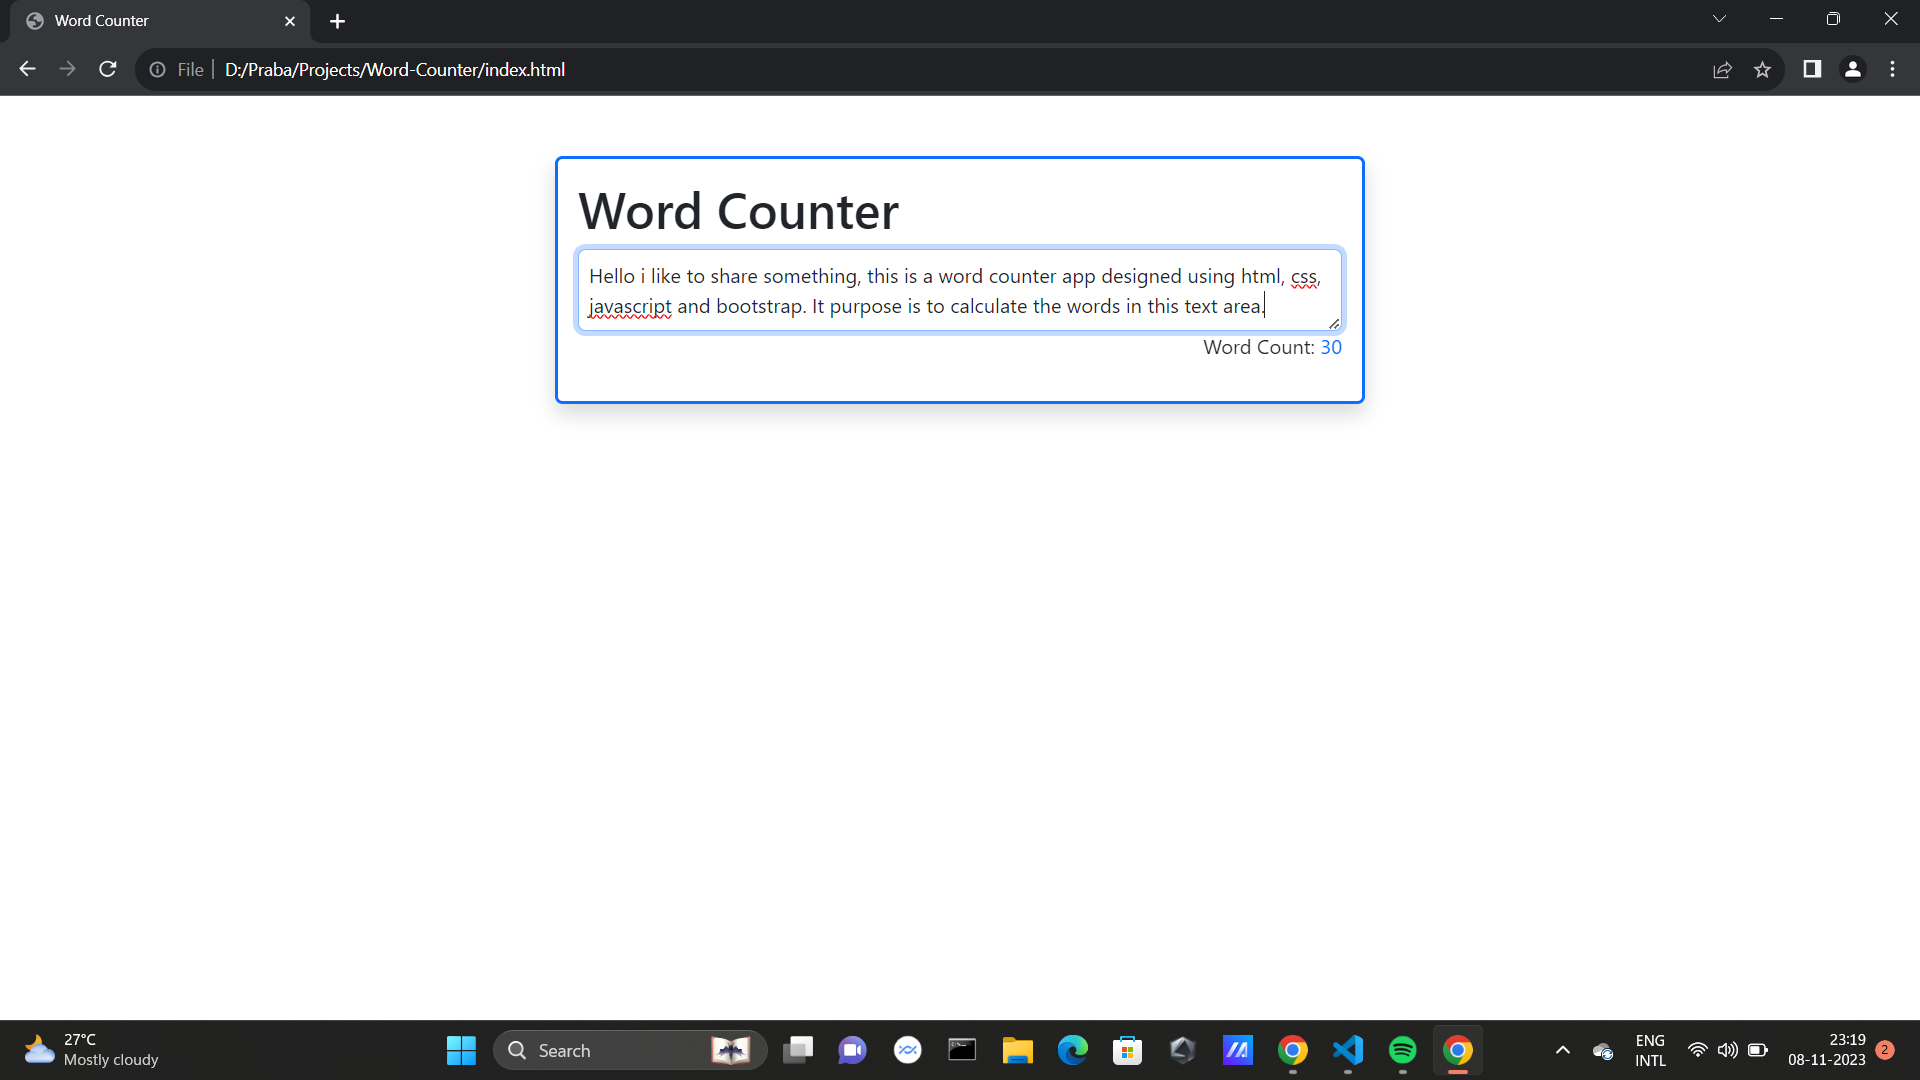 Word Counter
File
D:/Praba/Projects/Word-Counter/index.html
Word Counter
Hello i like to share something, this is a word counter app designed using html, css,
javascript and bootstrap. It purpose is to calculate the words in this text area.
Word Count: 30
27°C
Mostly cloudy
Search
ENG
INTL
23:19
08-11-2023
2